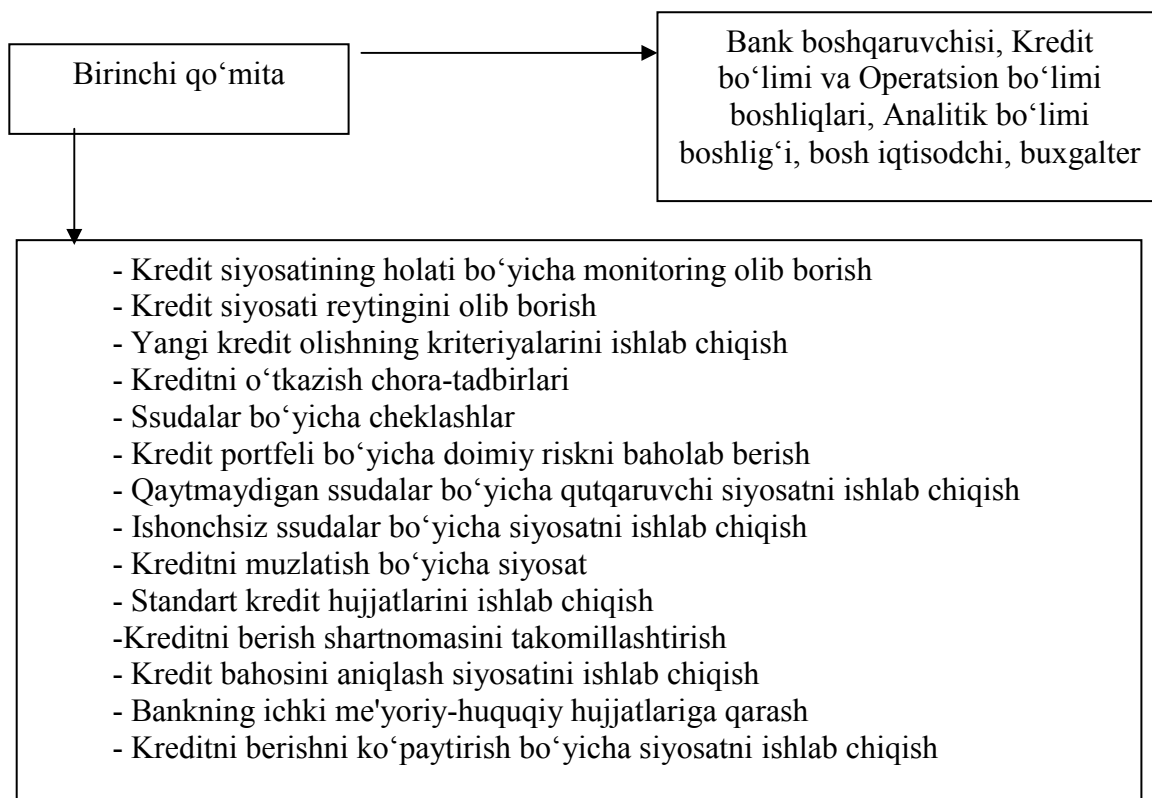 Birinchi qo‘mita
Bank boshqaruvchisi, Kredit
bo‘limi va Operatsion bo‘limi
boshliqlari, Analitik bo‘limi
boshlig‘i, bosh iqtisodchi, buxgalter
- Kredit siyosatining holati bo‘yicha monitoring olib borish
- Kredit siyosati reytingini olib borish
- Yangi kredit olishning kriteriyalarini ishlab chiqish
- Kreditni o‘tkazish chora-tadbirlari
- Ssudalar bo‘yicha cheklashlar
- Kredit portfeli bo‘yicha doimiy riskni baholab berish
- Qaytmaydigan ssudalar bo‘yicha qutqaruvchi siyosatni ishlab chiqish
- Ishonchsiz ssudalar bo‘yicha siyosatni ishlab chiqish
- Kreditni muzlatish bo‘yicha siyosat
- Standart kredit hujjatlarini ishlab chiqish
-Kreditni berish shartnomasini takomillashtirish
- Kredit bahosini aniqlash siyosatini ishlab chiqish
- Bankning ichki me'yoriy-huquqiy hujjatlariga qarash
- Kreditni berishni ko‘paytirish bo‘yicha siyosatni ishlab chiqish